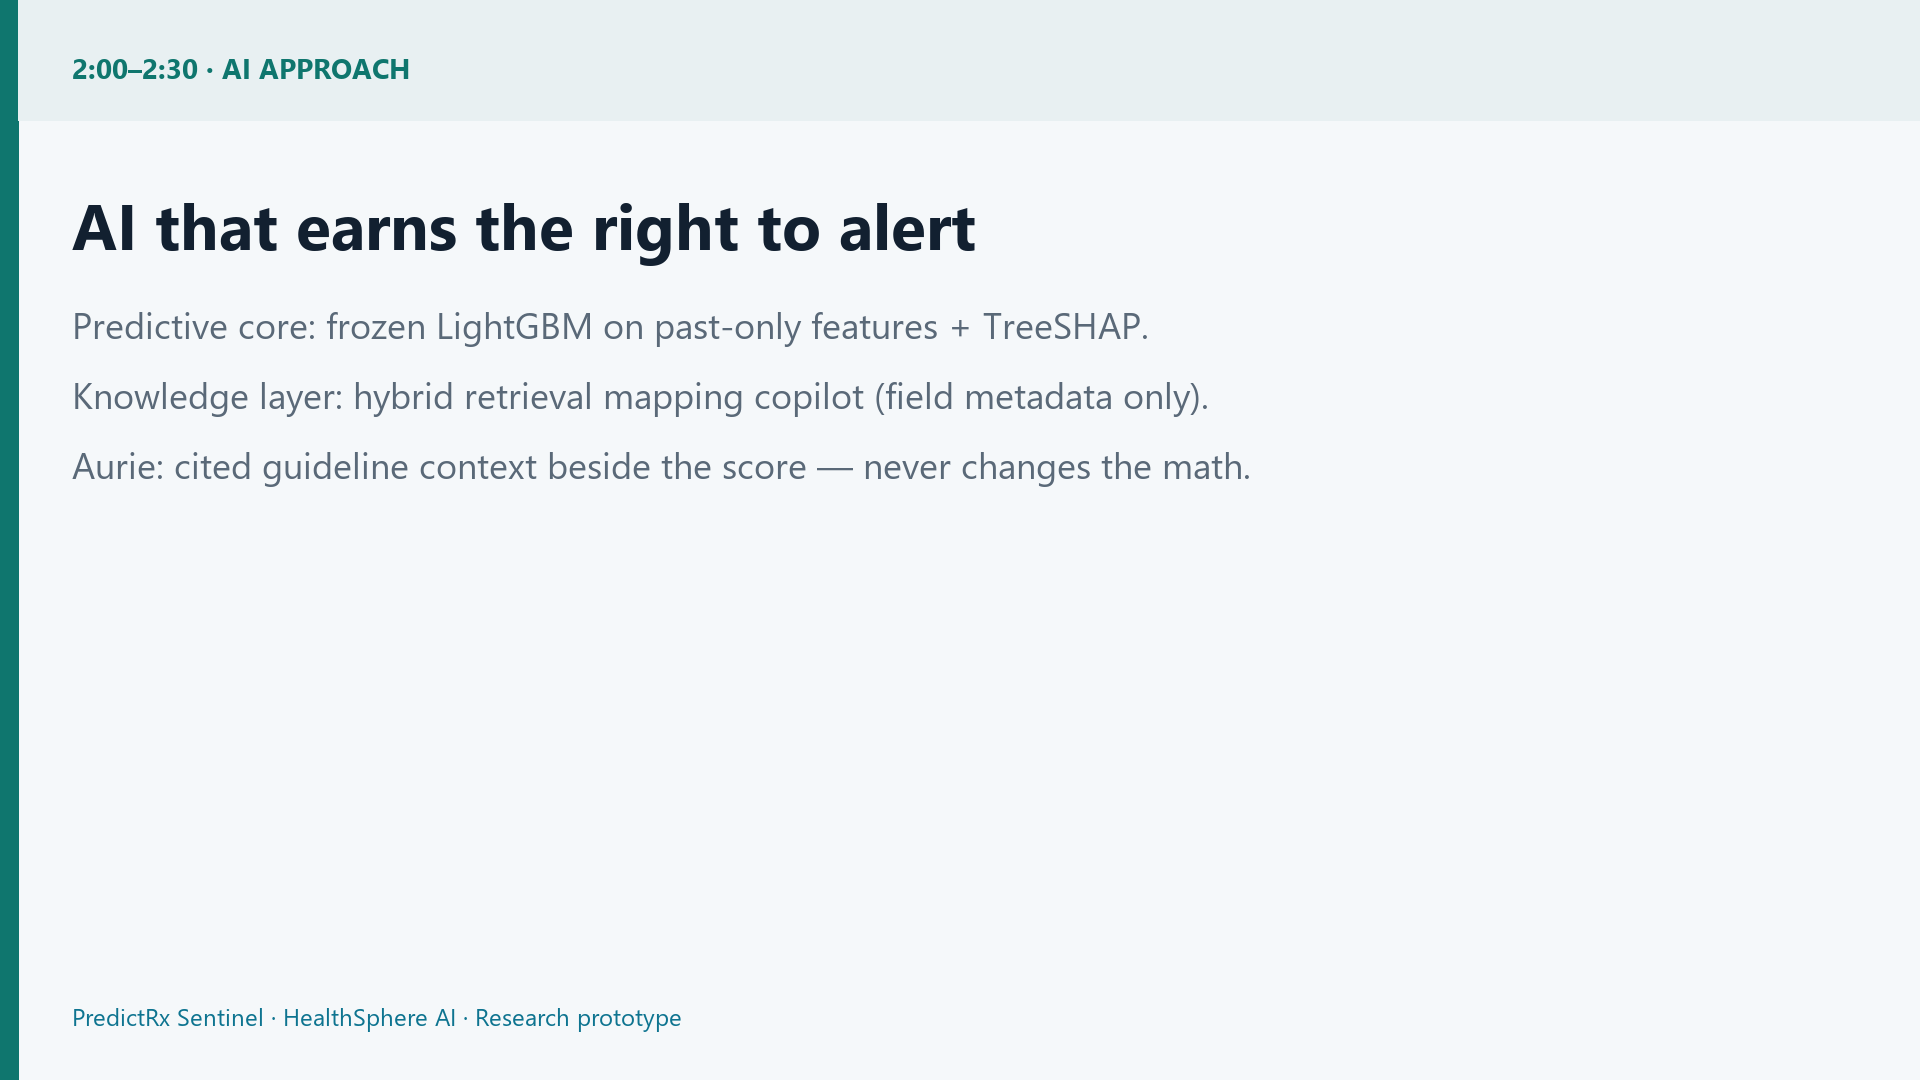 2:00–2:30 · AI APPROACH
AI that earns the right to alert
Predictive core: frozen LightGBM on past-only features + TreeSHAP.
Knowledge layer: hybrid retrieval mapping copilot (field metadata only).
Aurie: cited guideline context beside the score — never changes the math.
PredictRx Sentinel · HealthSphere AI · Research prototype